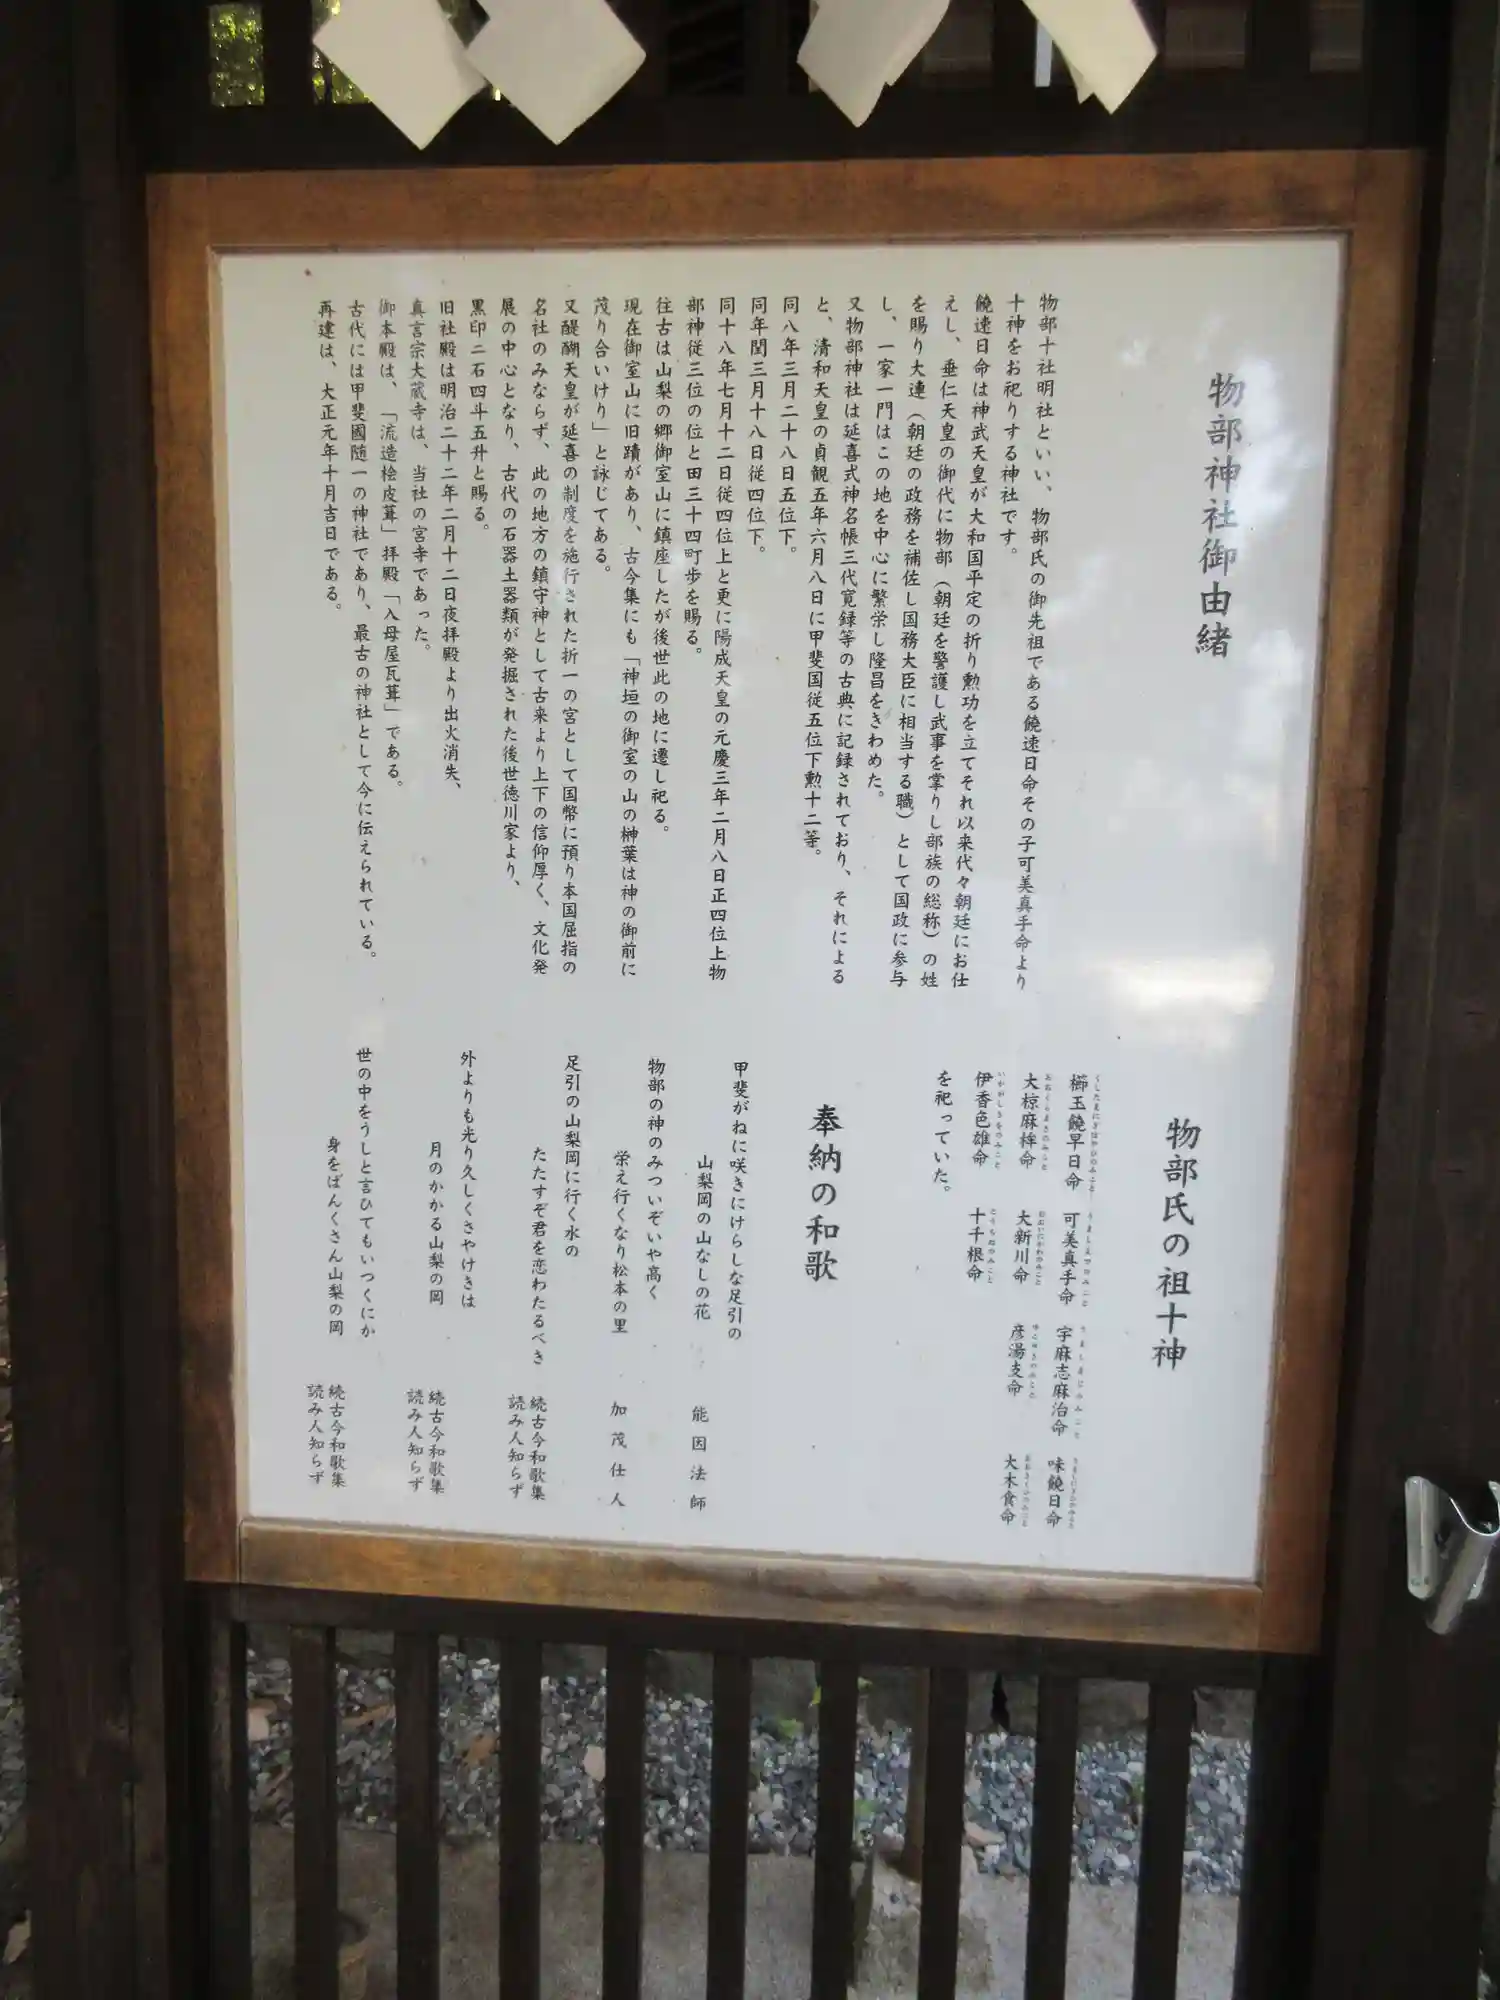 物部神社御由緒
物部十社明社といい、物部氏の御先祖である饒速日命その子可美真手命より
十神をお祀りする神社です。
饒速日命は神武天皇が大和国平定の折り勲功を立てそれ以来代々朝廷にお仕
えし、垂仁天皇の御代に物部（朝廷を警護し武事を掌りし部族の総称）の姓
を賜り大連（朝廷の政務を補佐し国務大臣に相当する職）として国政に参与
し、一家一門はこの地を中心に繁栄し隆昌をきわめた。
又物部神社は延喜式神名帳三代寛録等の古典に記録されており、それによる
と、清和天皇の貞観五年六月八日に甲斐国従五位下勲十二等。
同八年三月二十八日五位下。
同年閏三月十八日従四位下。
同十八年七月十二日従四位上と更に陽成天皇の元慶三年二月八日正四位上物
部神従三位の位と田三十四町歩を賜る。
往古は山梨の郷御室山に鎮座したが後世此の地に遷し祀る。
現在御室山に旧蹟があり、古今集にも「神垣の御室の山の榊葉は神の御前に
茂り合いけり」と詠じてある。
又醍醐天皇が延喜の制度を施行された折一の宮として国幣に預り本国屈指の
名社のみならず、此の地方の鎮守神として古来より上下の信仰厚く、文化発
展の中心となり、古代の石器土器類が発掘された後世徳川家より、
黒印二石四斗五升と賜る。
旧社殿は明治二十二年二月十二日夜拝殿より出火消失、
真言宗大蔵寺は、当社の宮寺であった。
御本殿は、「流造桧皮葺」拝殿「入母屋瓦葺」である。
古代には甲斐國随一の神社であり、最古の神社として今に伝えられている。
再建は、大正元年十月吉日である。
物部氏の祖十神
櫛玉饒早日命 可美真手命 宇麻志麻治命 味饒日命
大椋麻桙命 大新川命 彦湯支命 大木食命
伊香色雄命 十千根命
を祀っていた。
奉納の和歌
甲斐がねに咲きにけらしな足引の
山梨岡の山なしの花 能因法師
物部の神のみついぞいや高く
栄え行くなり松本の里 加茂仕人
足引の山梨岡に行く水の
たたすぞ君を恋わたるべき 続古今和歌集
読み人知らず
外よりも光り久しくさやけきは
月のかかる山梨の岡 続古今和歌集
読み人知らず
世の中をうしと言ひてもいつくにか
身をばんくさん山梨の岡 続古今和歌集
読み人知らず